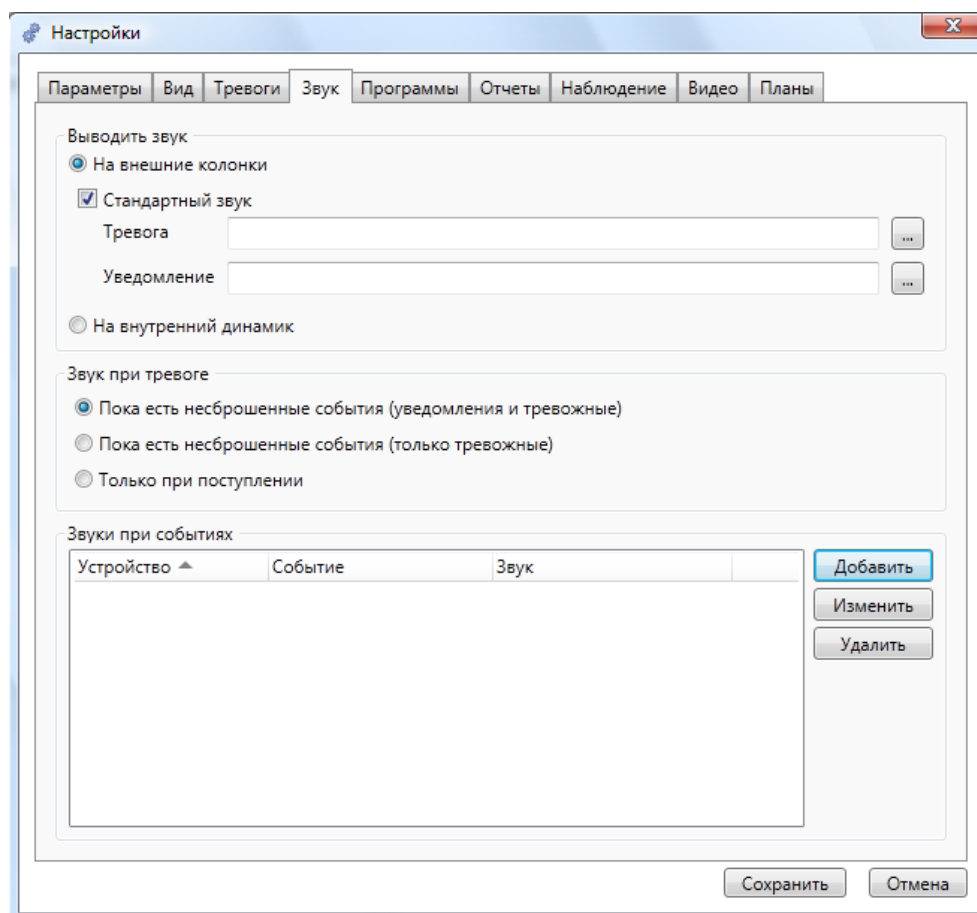 Настройки
Параметры Вид Тревоги Звук Программы Отчеты Наблюдение Видео Планы
Выводить звук
На внешние колонки
Стандартный звук
Тревога ...
Уведомление ...
На внутренний динамик
Звук при тревоге
Пока есть несброшенные события (уведомления и тревожные)
Пока есть несброшенные события (только тревожные)
Только при поступлении
Звуки при событиях
Устройство Событие Звук Добавить
Изменить
Удалить
Сохранить Отмена